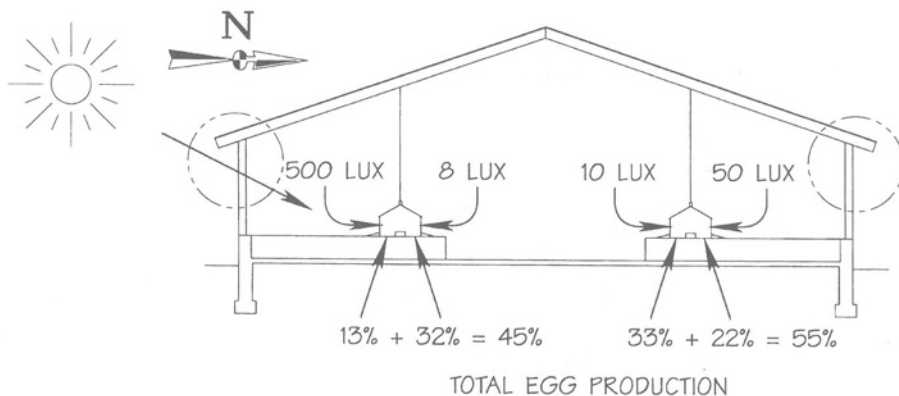 N
500 LUX 8 LUX 10 LUX 50 LUX
13% + 32% = 45% 33% + 22% = 55%
TOTAL EGG PRODUCTION